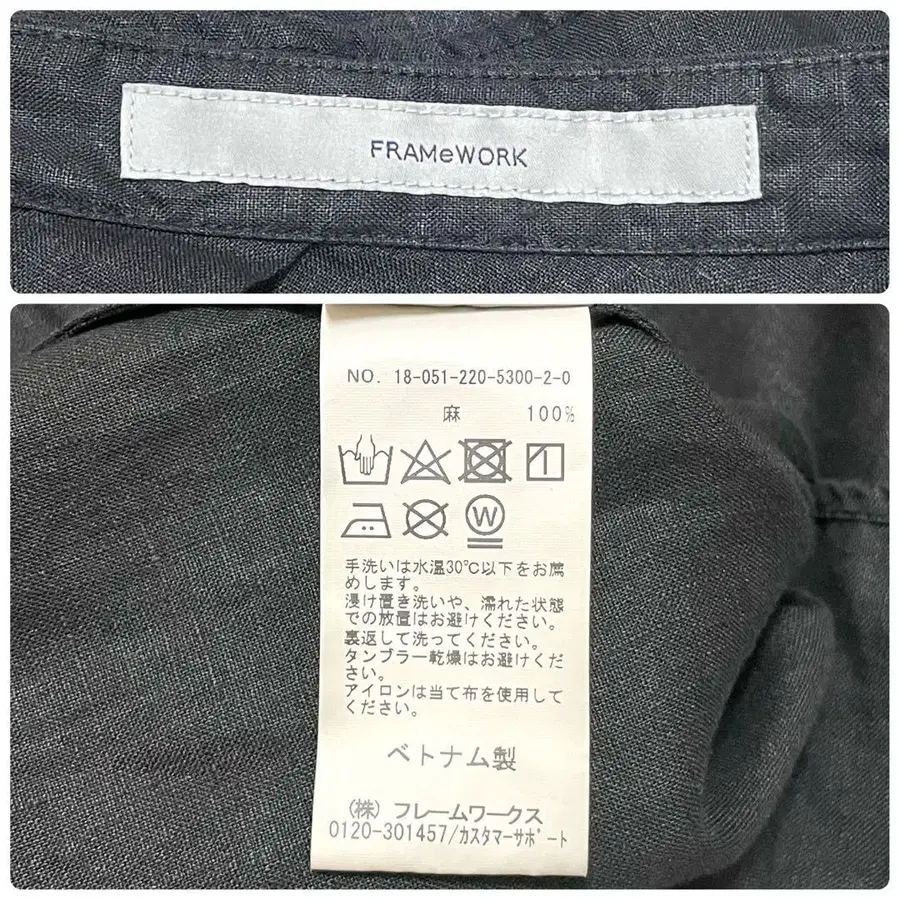 FRAMeWORK
NO. 18-051-220-5300-2-0
麻 100%
W
手洗いは水温30℃以下をお薦
めします。
浸け置き洗いや、濡れた状態
での放置はお避けください。
裏返して洗ってください。
タンブラー乾燥はお避けくだ
さい。
アイロンは当て布を使用して
ください。
ベトナム製
(株) フレームワークス
0120-301457/カスタマーサポート